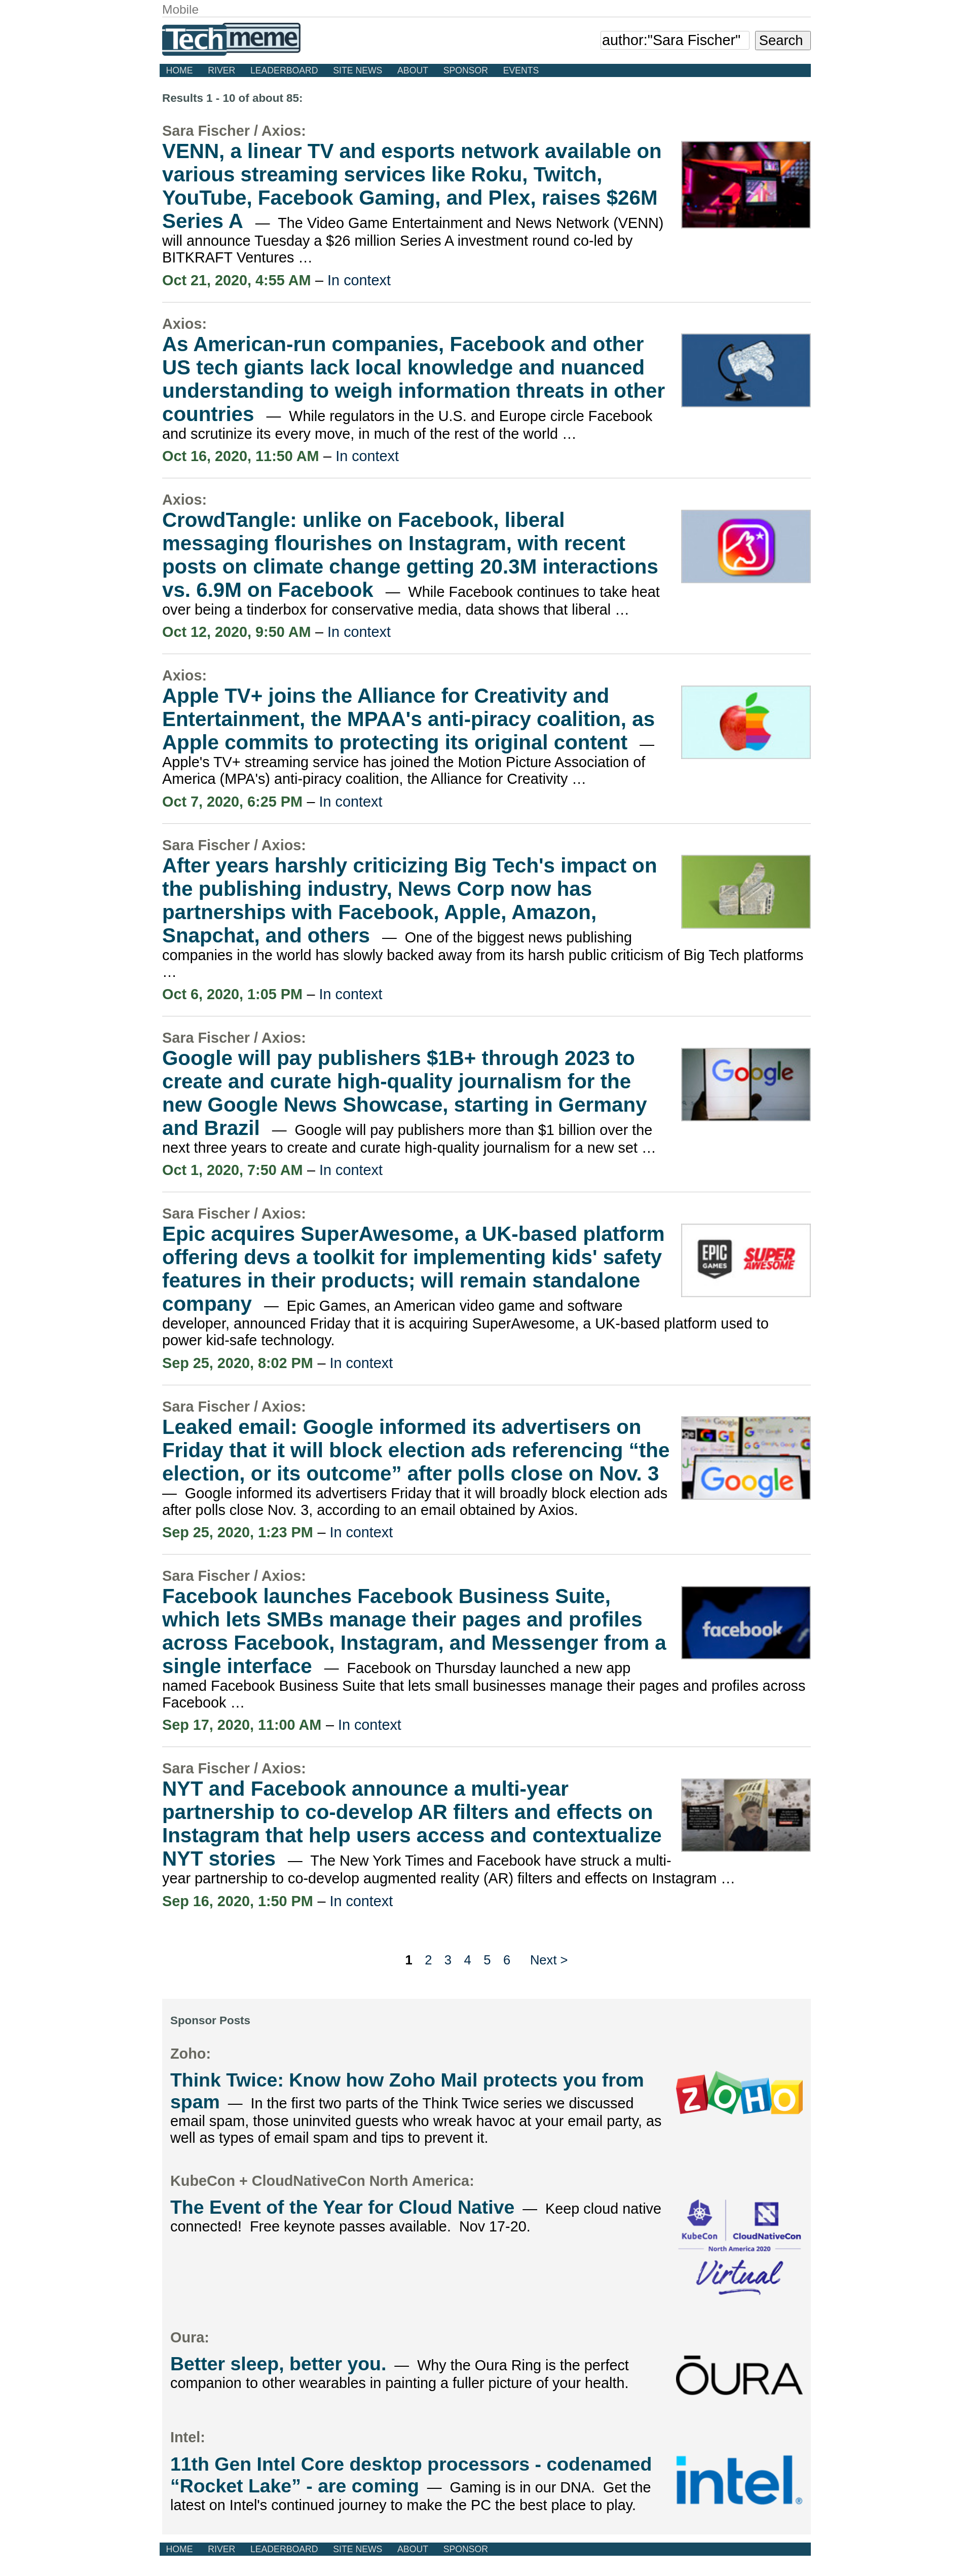 Mobile
Techmeme
author:"Sara Fischer" Search
HOME RIVER LEADERBOARD SITE NEWS ABOUT SPONSOR EVENTS
Results 1 - 10 of about 85:
Sara Fischer / Axios:
VENN, a linear TV and esports network available on
various streaming services like Roku, Twitch,
YouTube, Facebook Gaming, and Plex, raises $26M
Series A — The Video Game Entertainment and News Network (VENN)
will announce Tuesday a $26 million Series A investment round co-led by
BITKRAFT Ventures …
Oct 21, 2020, 4:55 AM – In context
Axios:
As American-run companies, Facebook and other
US tech giants lack local knowledge and nuanced
understanding to weigh information threats in other
countries — While regulators in the U.S. and Europe circle Facebook
and scrutinize its every move, in much of the rest of the world …
Oct 16, 2020, 11:50 AM – In context
Axios:
CrowdTangle: unlike on Facebook, liberal
messaging flourishes on Instagram, with recent
posts on climate change getting 20.3M interactions
vs. 6.9M on Facebook — While Facebook continues to take heat
over being a tinderbox for conservative media, data shows that liberal …
Oct 12, 2020, 9:50 AM – In context
Axios:
Apple TV+ joins the Alliance for Creativity and
Entertainment, the MPAA's anti-piracy coalition, as
Apple commits to protecting its original content —
Apple's TV+ streaming service has joined the Motion Picture Association of
America (MPA's) anti-piracy coalition, the Alliance for Creativity …
Oct 7, 2020, 6:25 PM – In context
Sara Fischer / Axios:
After years harshly criticizing Big Tech's impact on
the publishing industry, News Corp now has
partnerships with Facebook, Apple, Amazon,
Snapchat, and others — One of the biggest news publishing
companies in the world has slowly backed away from its harsh public criticism of Big Tech platforms
…
Oct 6, 2020, 1:05 PM – In context
Sara Fischer / Axios:
Google will pay publishers $1B+ through 2023 to
create and curate high-quality journalism for the
new Google News Showcase, starting in Germany
and Brazil — Google will pay publishers more than $1 billion over the
next three years to create and curate high-quality journalism for a new set …
Google
Oct 1, 2020, 7:50 AM – In context
Sara Fischer / Axios:
Epic acquires SuperAwesome, a UK-based platform
offering devs a toolkit for implementing kids' safety
features in their products; will remain standalone
company — Epic Games, an American video game and software
developer, announced Friday that it is acquiring SuperAwesome, a UK-based platform used to
power kid-safe technology.
EPIC GAMES SUPER AWESOME
Sep 25, 2020, 8:02 PM – In context
Sara Fischer / Axios:
Leaked email: Google informed its advertisers on
Friday that it will block election ads referencing “the
election, or its outcome” after polls close on Nov. 3
— Google informed its advertisers Friday that it will broadly block election ads
after polls close Nov. 3, according to an email obtained by Axios.
Google
Sep 25, 2020, 1:23 PM – In context
Sara Fischer / Axios:
Facebook launches Facebook Business Suite,
which lets SMBs manage their pages and profiles
across Facebook, Instagram, and Messenger from a
single interface — Facebook on Thursday launched a new app
named Facebook Business Suite that lets small businesses manage their pages and profiles across
Facebook …
facebook
Sep 17, 2020, 11:00 AM – In context
Sara Fischer / Axios:
NYT and Facebook announce a multi-year
partnership to co-develop AR filters and effects on
Instagram that help users access and contextualize
NYT stories — The New York Times and Facebook have struck a multi-
year partnership to co-develop augmented reality (AR) filters and effects on Instagram …
Sep 16, 2020, 1:50 PM – In context
1 2 3 4 5 6 Next >
Sponsor Posts
Zoho:
Think Twice: Know how Zoho Mail protects you from
spam — In the first two parts of the Think Twice series we discussed
email spam, those uninvited guests who wreak havoc at your email party, as
well as types of email spam and tips to prevent it.
ZOHO
KubeCon + CloudNativeCon North America:
The Event of the Year for Cloud Native — Keep cloud native
connected! Free keynote passes available. Nov 17-20.
KubeCon CloudNativeCon
North America 2020
Virtual
Oura:
Better sleep, better you. — Why the Oura Ring is the perfect
companion to other wearables in painting a fuller picture of your health.
ŌURA
Intel:
11th Gen Intel Core desktop processors - codenamed
“Rocket Lake” - are coming — Gaming is in our DNA. Get the
latest on Intel's continued journey to make the PC the best place to play.
intel®
HOME RIVER LEADERBOARD SITE NEWS ABOUT SPONSOR